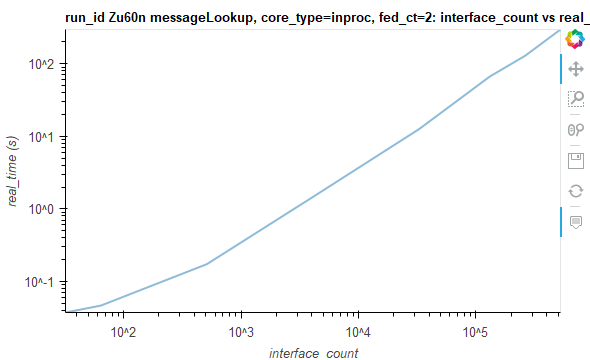 run_id Zu60n messageLookup, core_type=inproc, fed_ct=2: interface_count vs real_
10^2
10^1
10^0
10^-1
real_time (s)
10^2 10^3 10^4 10^5
interface_count